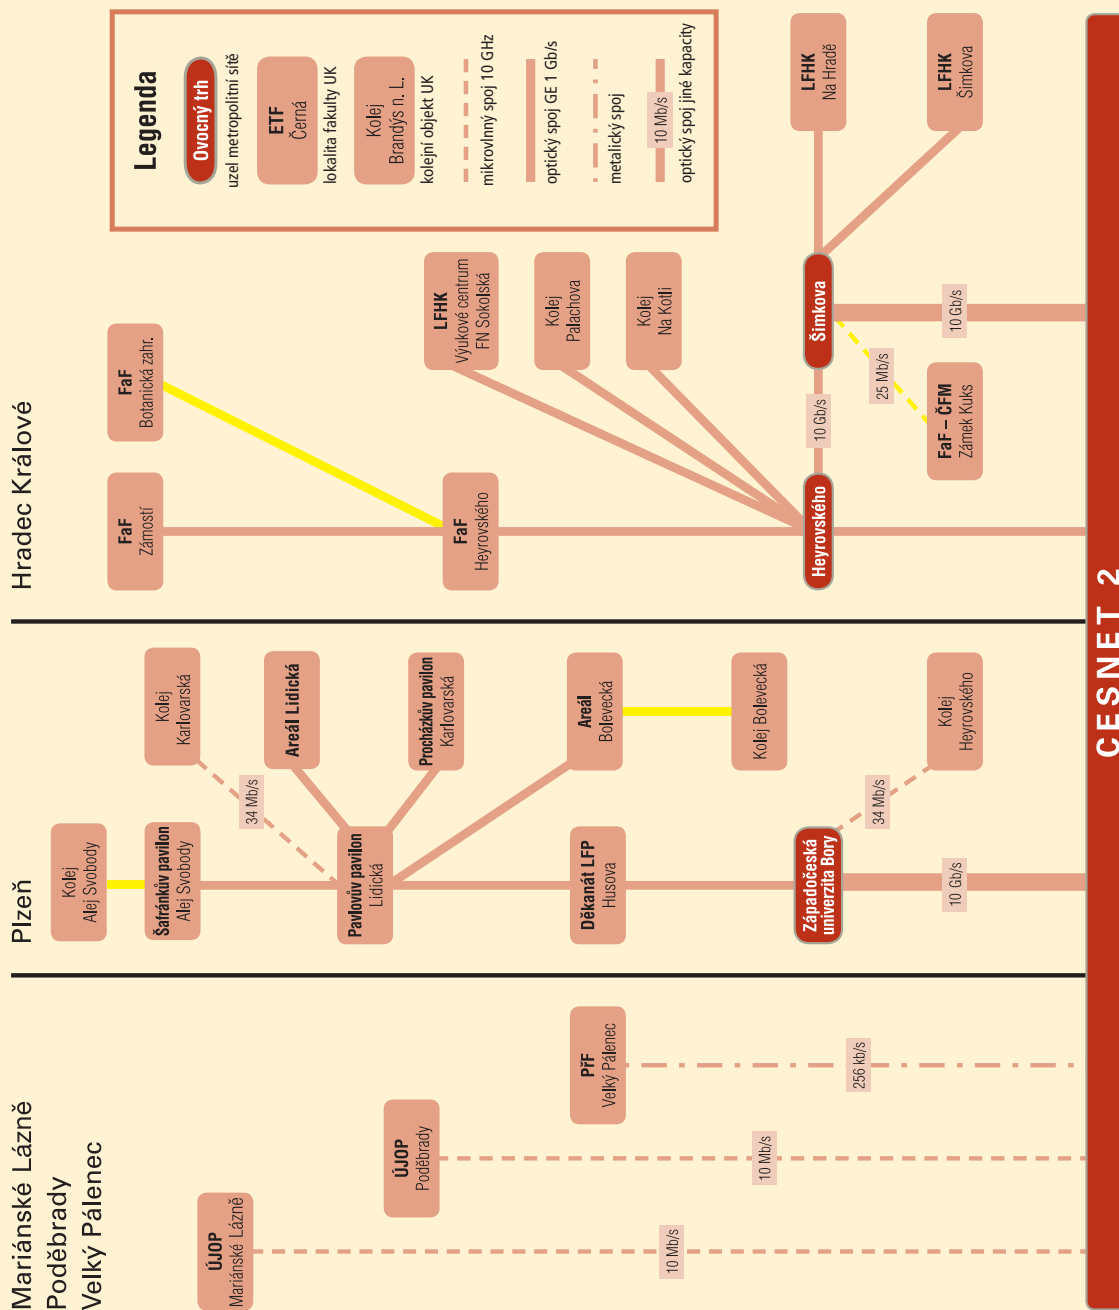 Mariánské Lázně
Poděbrady
Velký Pálenec
ÚJOP
Mariánské Lázně
10 Mb/s
ÚJOP
Poděbrady
10 Mb/s
PřF
Velký Pálenec
256 kb/s
Plzeň
Kolej
Alej Svobody
Šafránkův pavilon
Alej Svobody
Kolej
Karlovarská
34 Mb/s
Areál Lidická
Pavlovův pavilon
Lidická
Procházkův pavilon
Karlovarská
Areál
Bolevecká
Kolej Bolevecká
Děkanát LFP
Husova
Západočeská
univerzita Bory
34 Mb/s
Kolej
Heyrovského
10 Gb/s
Hradec Králové
FaF
Zámostí
FaF
Botanická zahr.
FaF
Heyrovského
LFHK
Výukové centrum
FN Sokolská
Kolej
Palachova
Kolej
Na Kotli
Heyrovského
10 Gb/s
Šimkova
25 Mb/s
FaF – ČFM
Zámek Kuks
10 Gb/s
LFHK
Na Hradě
LFHK
Šimkova
Legenda
Ovocný trh
uzel metropolitní sítě
ETF
Černá
lokalita fakulty UK
Kolej
Brandýs n. L.
kolejní objekt UK
mikrovlnný spoj 10 GHz
optický spoj GE 1 Gb/s
metalický spoj
10 Mb/s
optický spoj jiné kapacity
CESNET 2